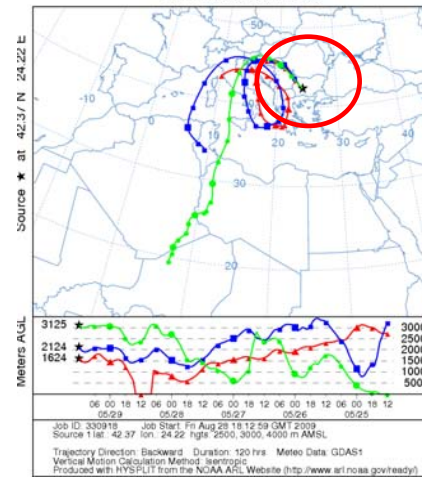 Source ★ at 42.37 N 24.22 E
-10
0
10
20
30
40
30
20
Meters AGL
3125
2124
1624
3000
2500
2000
1500
1000
500
06 00 18 12 06 00 18 12 06 00 18 12 06 00 18 12 06 00 18 12
05/29 05/28 05/27 05/26 05/25
Job ID: 330918 Job Start: Fri Aug 28 18:12:59 GMT 2009
Source 1 lat.: 42.37 lon.: 24.22 hgts: 2500, 3000, 4000 m AMSL
Trajectory Direction: Backward Duration: 120 hrs Meteo Data: GDAS1
Vertical Motion Calculation Method: Isentropic
Produced with HYSPLIT from the NOAA ARL Website (http://www.arl.noaa.gov/ready/)